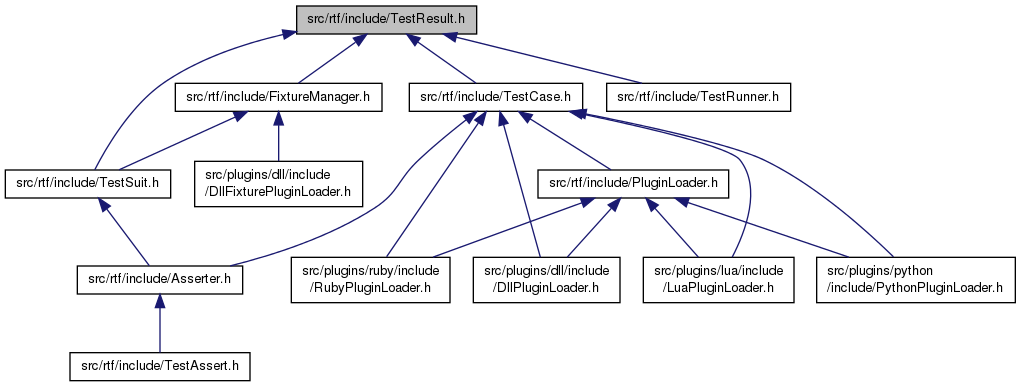 src/rtf/include/TestResult.h
src/rtf/include/FixtureManager.h
src/rtf/include/TestCase.h
src/rtf/include/TestRunner.h
src/rtf/include/TestSuit.h
src/plugins/dll/include
/DllFixturePluginLoader.h
src/rtf/include/PluginLoader.h
src/rtf/include/Asserter.h
src/plugins/ruby/include
/RubyPluginLoader.h
src/plugins/dll/include
/DllPluginLoader.h
src/plugins/lua/include
/LuaPluginLoader.h
src/plugins/python
/include/PythonPluginLoader.h
src/rtf/include/TestAssert.h